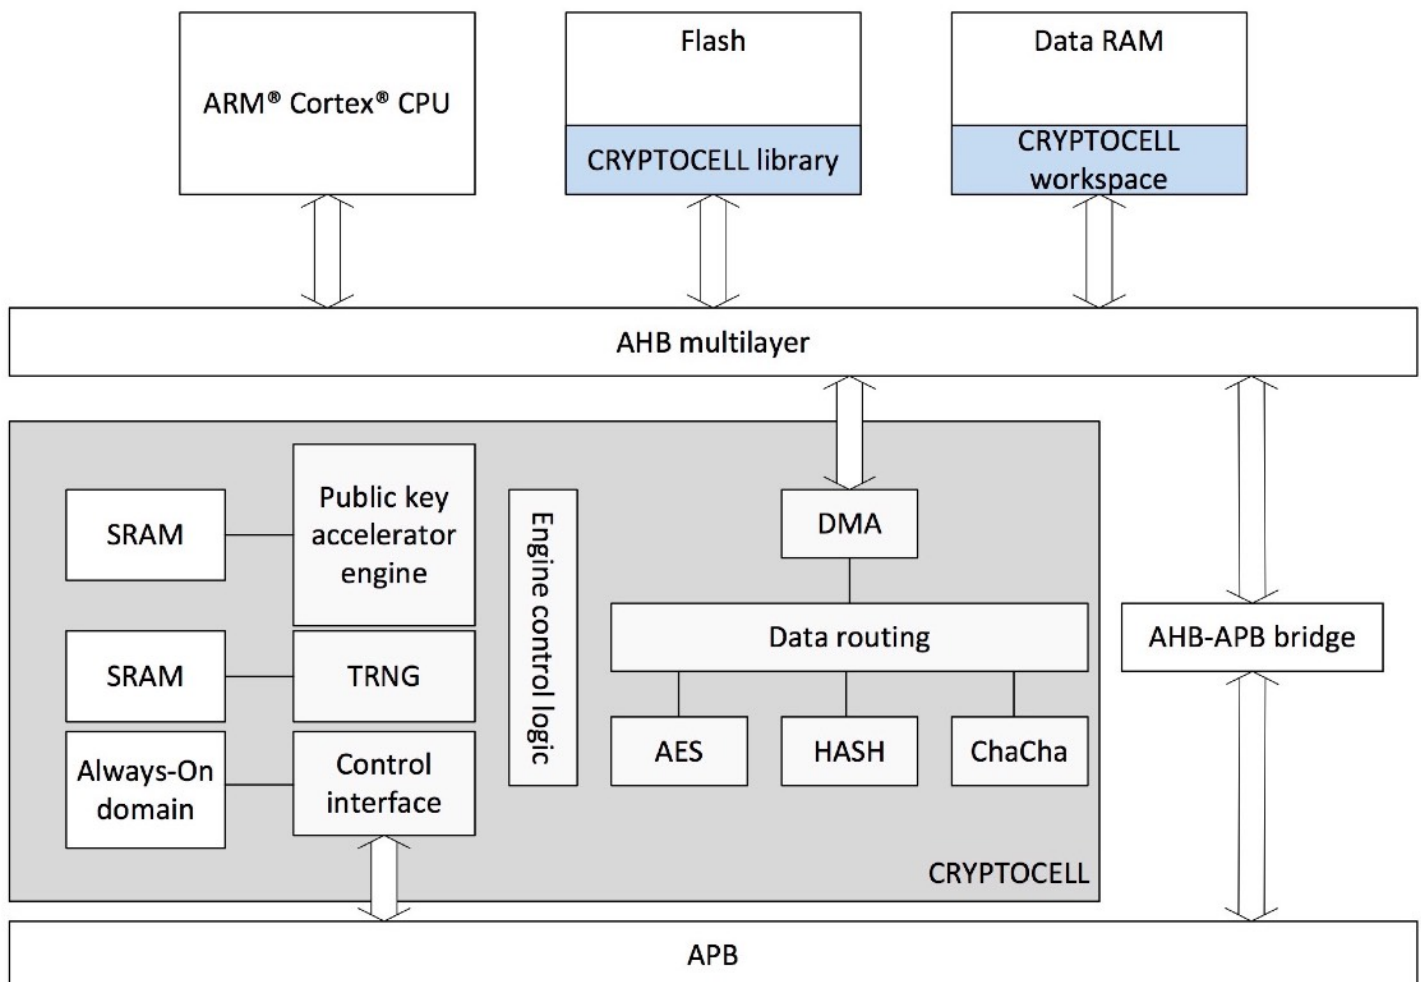 ARM® Cortex® CPU
Flash
CRYPTOCELL library
Data RAM
CRYPTOCELL
workspace
AHB multilayer
SRAM
Public key
accelerator
engine
SRAM
TRNG
Always-On
domain
Control
interface
Engine control logic
DMA
Data routing
AES
HASH
ChaCha
CRYPTOCELL
AHB-APB bridge
APB